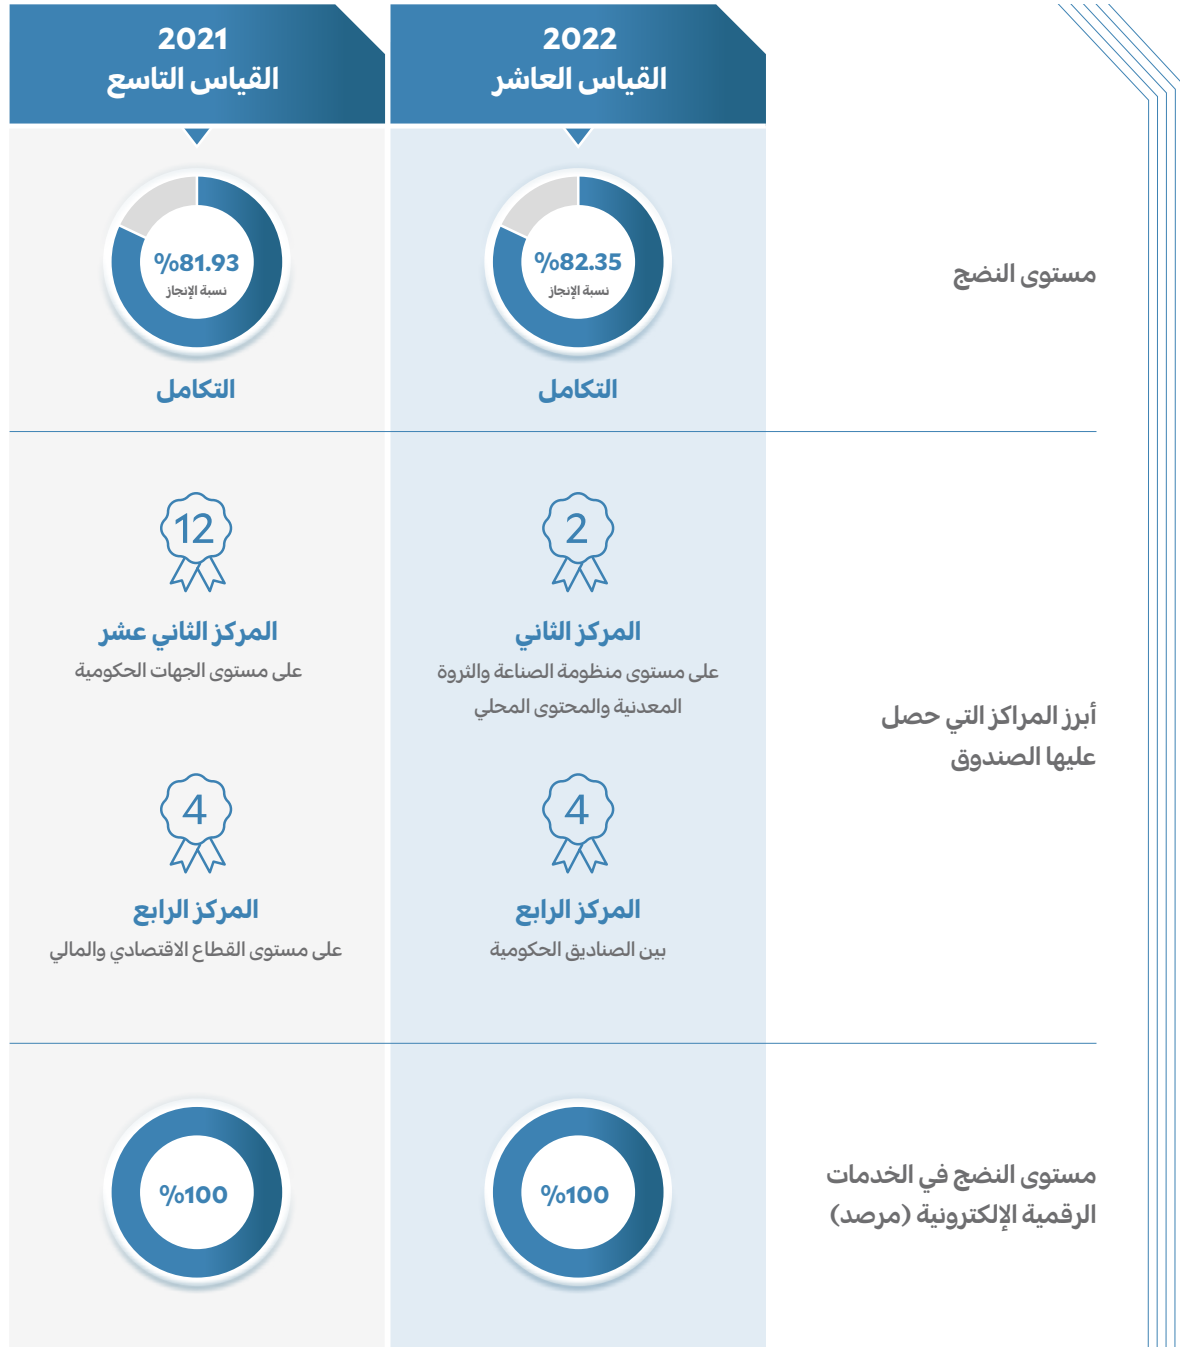 2022
القياس العاشر
2021
القياس التاسع
مستوى النضج
%82.35
نسبة الإنجاز
التكامل
%81.93
نسبة الإنجاز
التكامل
أبرز المراكز التي حصل
عليها الصندوق
2
المركز الثاني
على مستوى منظومة الصناعة والثروة
المعدنية والمحتوى المحلي
4
المركز الرابع
بين الصناديق الحكومية
12
المركز الثاني عشر
على مستوى الجهات الحكومية
4
المركز الرابع
على مستوى القطاع الاقتصادي والمالي
مستوى النضج في الخدمات
الرقمية الإلكترونية (مرصد)
%100
%100